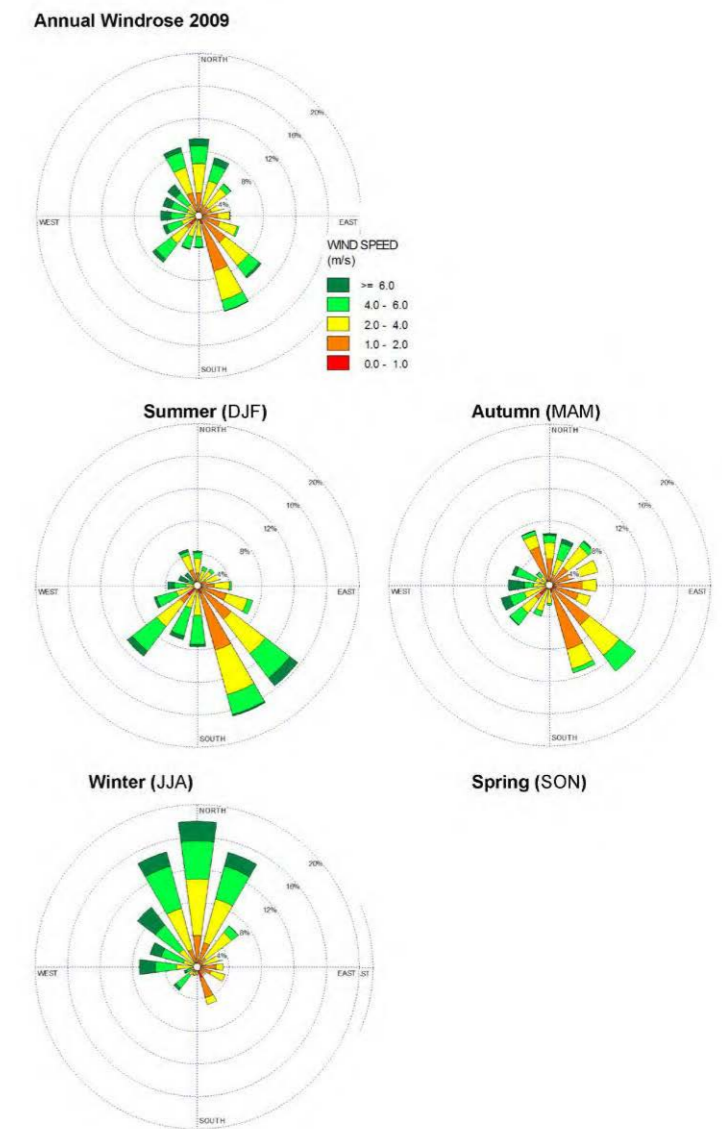 Annual Windrose 2009
NORTH
20%
16%
12%
8%
4%
WEST
EAST
WIND SPEED
(m/s)
>= 6.0
4.0 - 6.0
2.0 - 4.0
1.0 - 2.0
0.0 - 1.0
SOUTH
Summer (DJF)
NORTH
20%
16%
12%
8%
4%
WEST
EAST
SOUTH
Autumn (MAM)
NORTH
20%
16%
12%
8%
4%
WEST
EAST
SOUTH
Winter (JJA)
Spring (SON)
NORTH
20%
16%
12%
8%
4%
WEST
EAST
ST
SOUTH